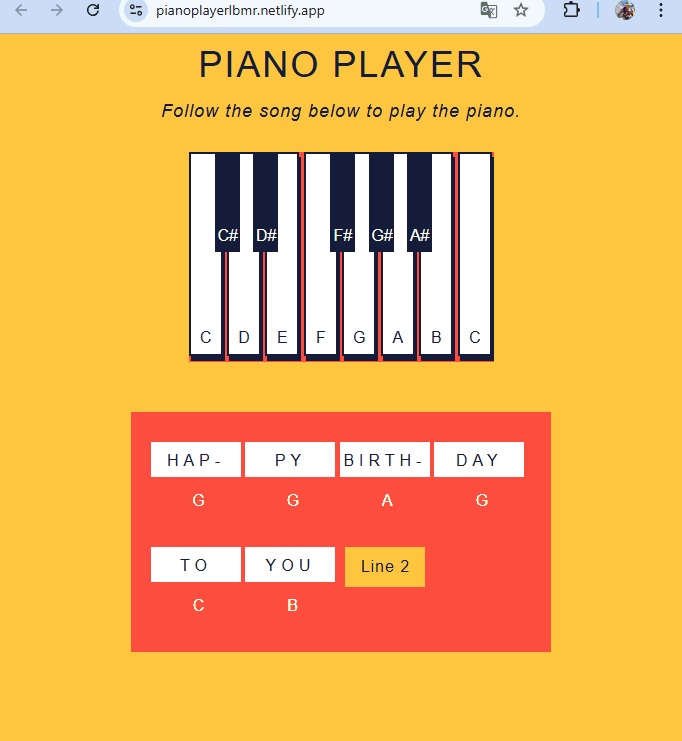 pianoplayerlbmr.netlify.app
PIANO PLAYER
Follow the song below to play the piano.
C# D# F# G# A#
C D E F G A B C
HAP- PY BIRTH- DAY
G G A G
TO YOU Line 2
C B